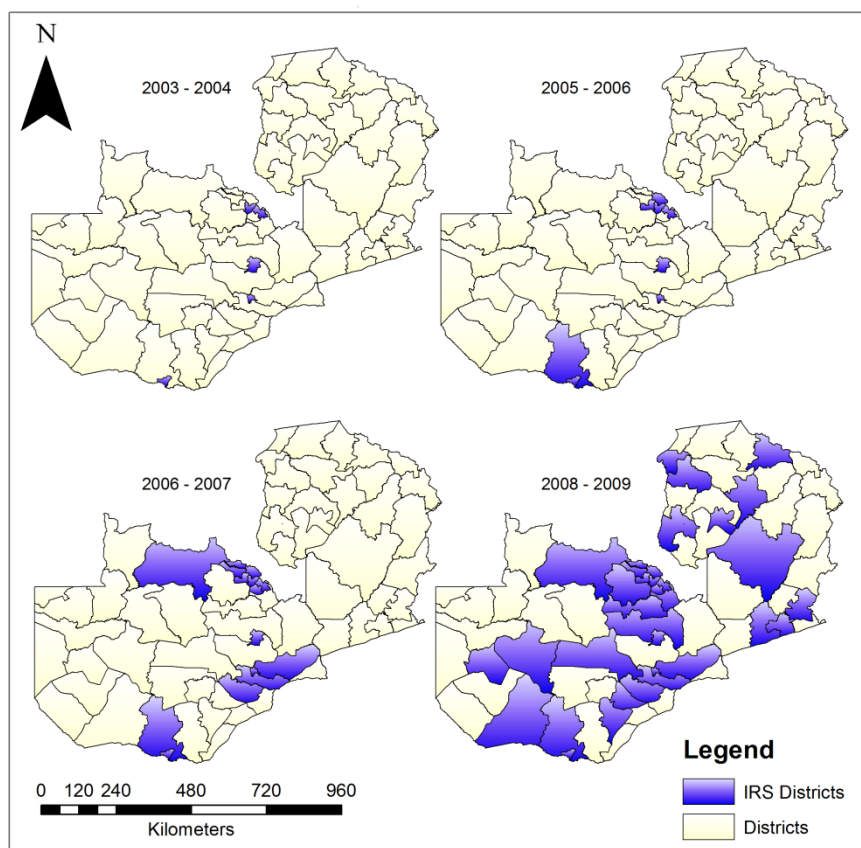 N
2003 - 2004
2005 - 2006
2006 - 2007
2008 - 2009
Legend
IRS Districts
Districts
0 120 240 480 720 960
Kilometers